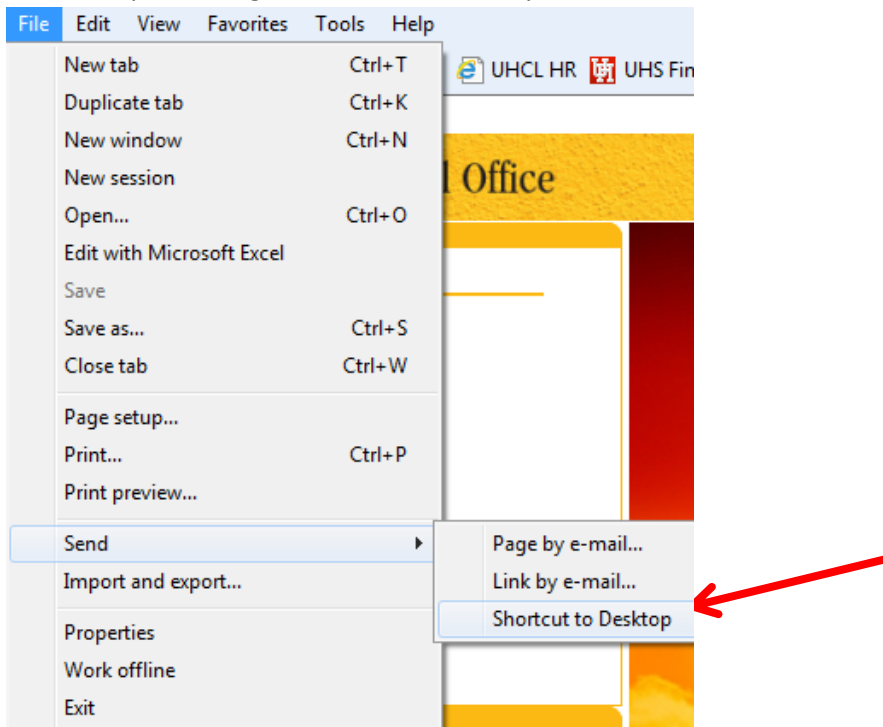 File Edit View Favorites Tools Help
New tab Ctrl+T
UHCL HR UHS Fin
Duplicate tab Ctrl+K
New window Ctrl+N
New session
Office
Open... Ctrl+O
Edit with Microsoft Excel
Save
Save as... Ctrl+S
Close tab Ctrl+W
Page setup...
Print... Ctrl+P
Print preview...
Send
Page by e-mail...
Import and export...
Link by e-mail...
Shortcut to Desktop
Properties
Work offline
Exit